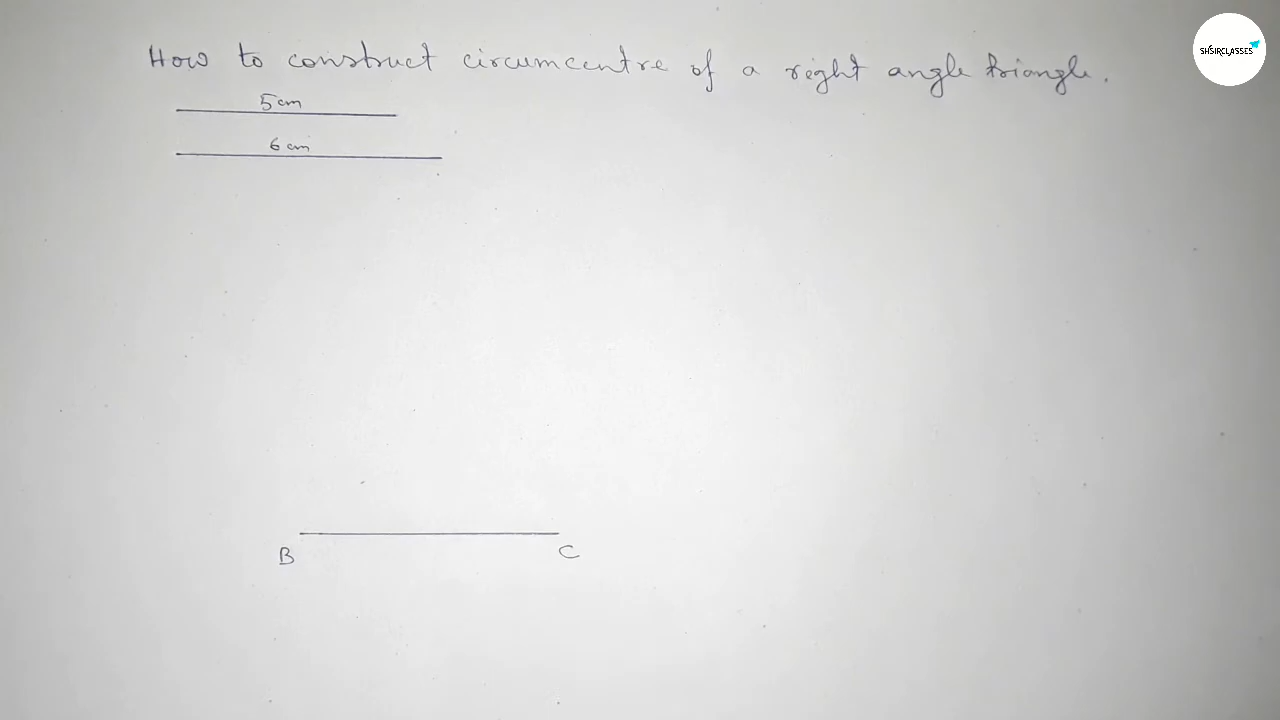 How to construct circumcentre of a right angle triangle.
SHSIRCLASSES
5 cm
6 cm
B C